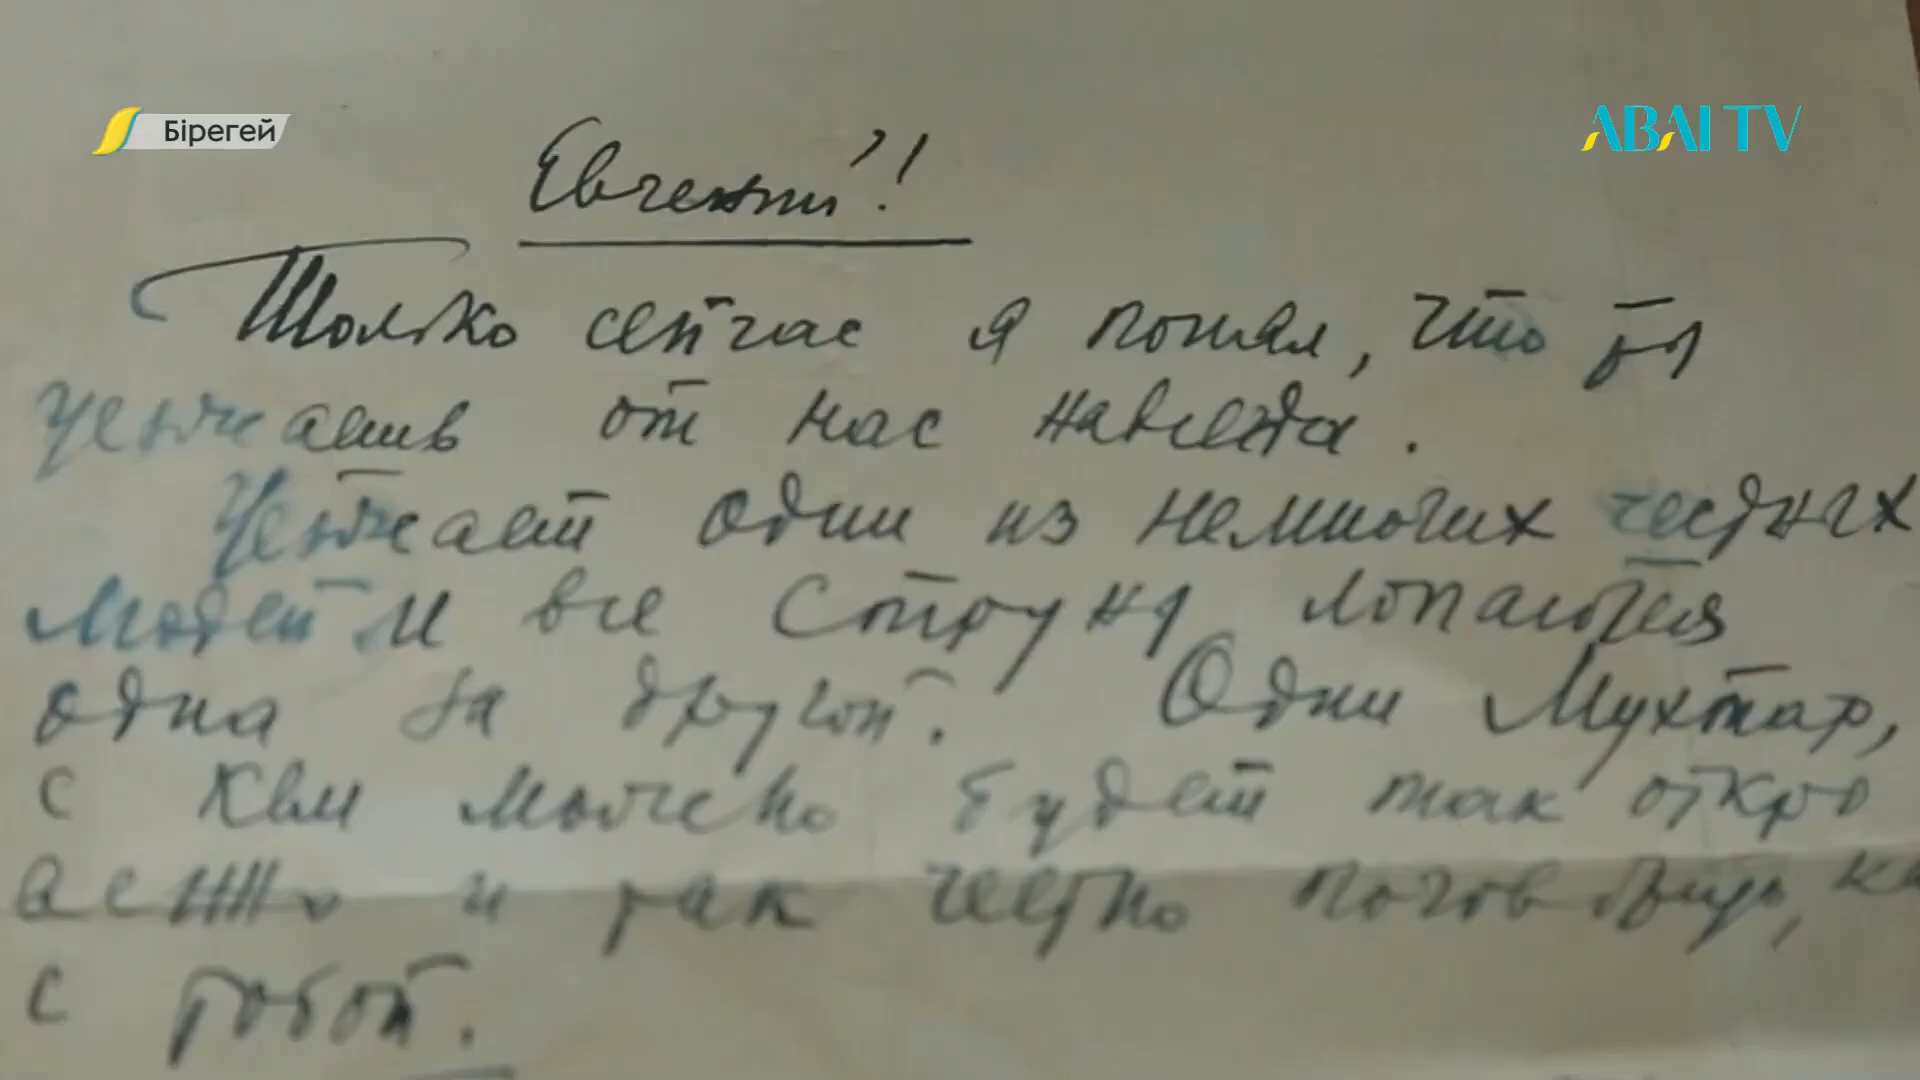 Бірегей
ABAI TV
Евгений!
Только сейчас я понял, что ты
уезжаешь от нас навсегда.
Уезжает один из немногих честных
людей и все струны лопаются
одна за другой. Один Мухтар,
с кем можно будет так откро
венно и так честно поговорить, ка
с тобой.